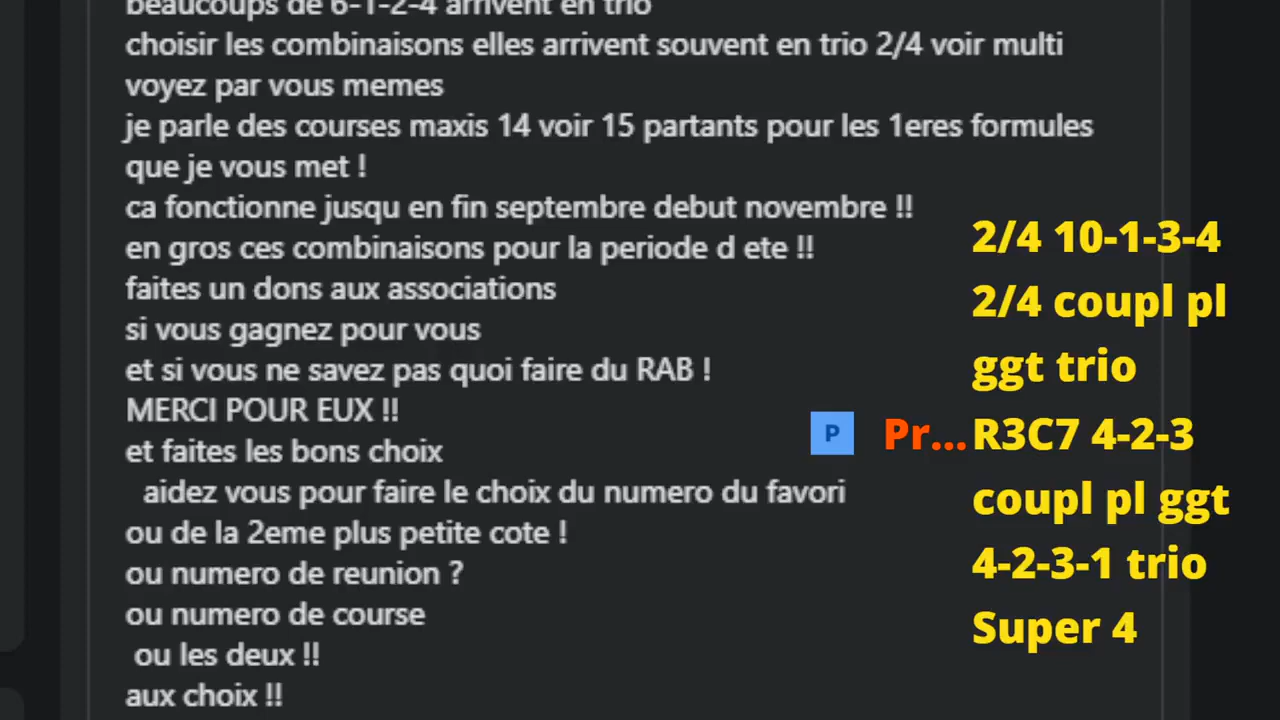 beaucoups de 6-1-2-4 arrivent en trio
choisir les combinaisons elles arrivent souvent en trio 2/4 voir multi
voyez par vous memes
je parle des courses maxis 14 voir 15 partants pour les 1eres formules
que je vous met !
ca fonctionne jusqu en fin septembre debut novembre !!
en gros ces combinaisons pour la periode d ete !!
faites un dons aux associations
si vous gagnez pour vous
et si vous ne savez pas quoi faire du RAB !
MERCI POUR EUX !!
et faites les bons choix
aidez vous pour faire le choix du numero du favori
ou de la 2eme plus petite cote !
ou numero de reunion ?
ou numero de course
ou les deux !!
aux choix !!
2/4 10-1-3-4
2/4 coupl pl
ggt trio
P Pr... R3C7 4-2-3
coupl pl ggt
4-2-3-1 trio
Super 4